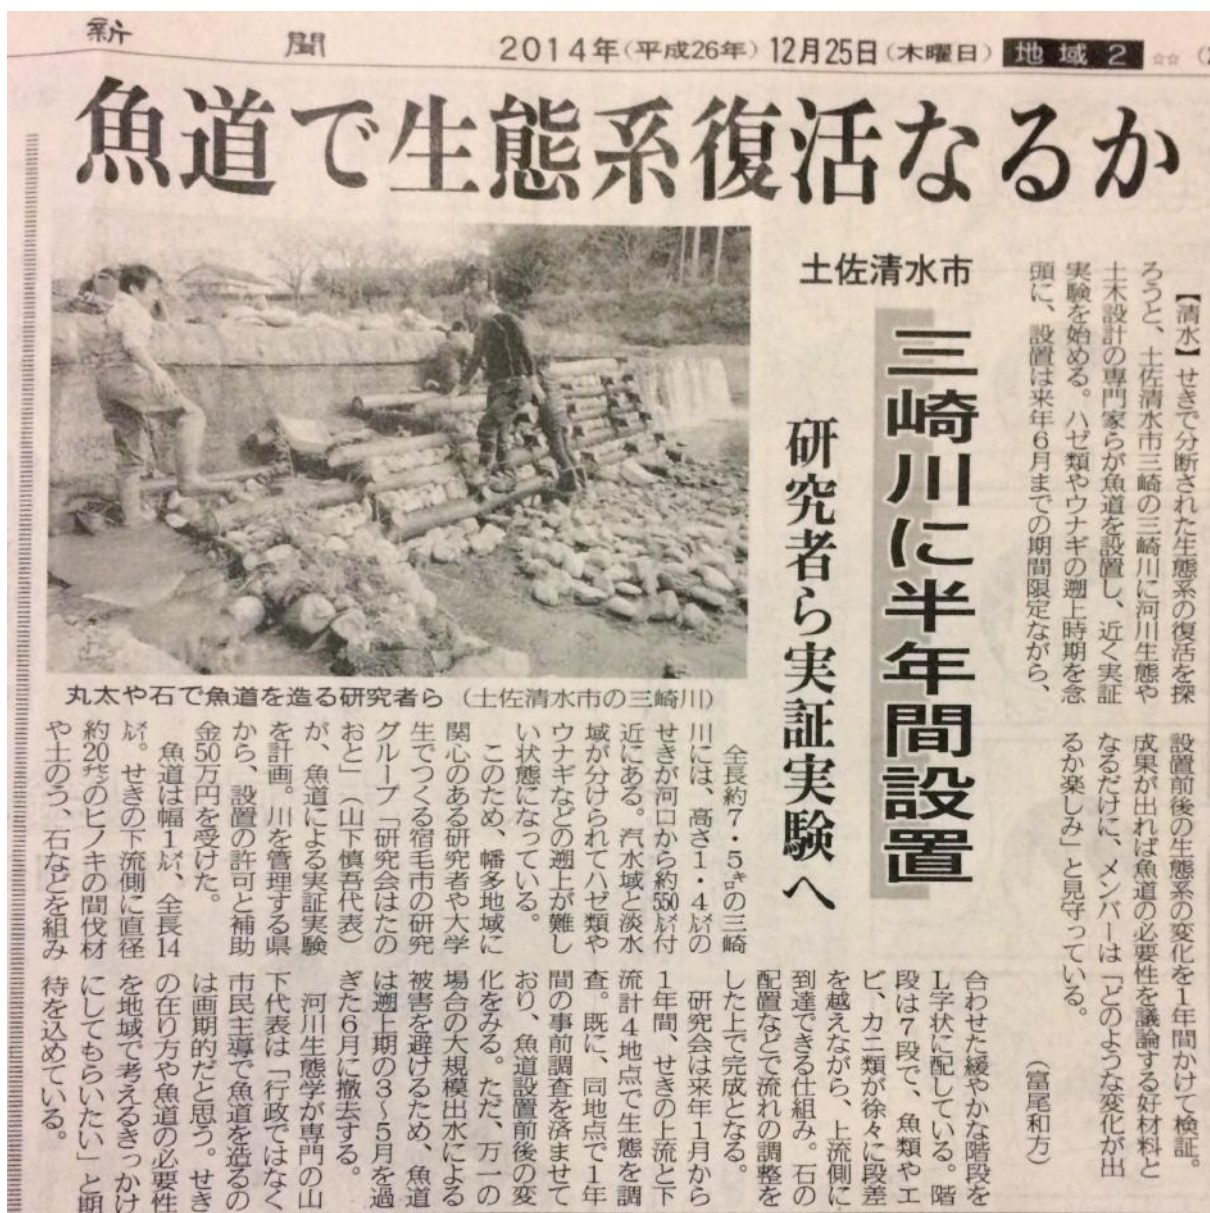 新聞
2014年(平成26年)12月25日(木曜日) 地域2 ☆☆
魚道で生態系復活なるか
土佐清水市
三崎川に半年間設置
研究者ら実証実験へ
【清水】せきで分断された生態系の復活を探
ろうと、土佐清水市三崎の三崎川に河川生態や
土木設計の専門家らが魚道を設置し、近く実証
実験を始める。ハゼ類やウナギの遡上時期を念
頭に、設置は来年6月までの期間限定ながら、
設置前後の生態系の変化を1年間かけて検証。
成果が出れば魚道の必要性を議論する好材料と
なるだけに、メンバーは「どのような変化が出
るか楽しみ」と見守っている。
(富尾和方)
丸太や石で魚道を造る研究者ら(土佐清水市の三崎川)
全長約7・5㌔の三崎
川には、高さ1・4㍍の
せきが河口から約550㍍付
近にある。汽水域と淡水
域が分けられてハゼ類や
ウナギなどの遡上が難し
い状態になっている。
このため、幡多地域に
関心のある研究者や大学
生でつくる宿毛市の研究
グループ「研究会はたの
おと」(山下慎吾代表)
が、魚道による実証実験
を計画。川を管理する県
から、設置の許可と補助
金50万円を受けた。
魚道は幅1㍍、全長14
㍍。せきの下流側に直径
約20㌢のヒノキの間伐材
や土のう、石などを組み
合わせた緩やかな階段を
L字状に配している。階
段は7段で、魚類やエ
ビ、カニ類が徐々に段差
を越えながら、上流側に
到達できる仕組み。石の
配置などで流れの調整を
した上で完成となる。
研究会は来年1月から
1年間、せきの上流と下
流計4地点で生態を調
査。既に、同地点で1年
間の事前調査を済ませて
おり、魚道設置前後の変
化をみる。ただ、万一の
場合の大規模出水による
被害を避けるため、魚道
は遡上期の3〜5月を過
ぎた6月に撤去する。
河川生態学が専門の山
下代表は「行政ではなく
市民主導で魚道を造るの
は画期的だと思う。せき
の在り方や魚道の必要性
を地域で考えるきっかけ
にしてもらいたい」と期
待を込めている。